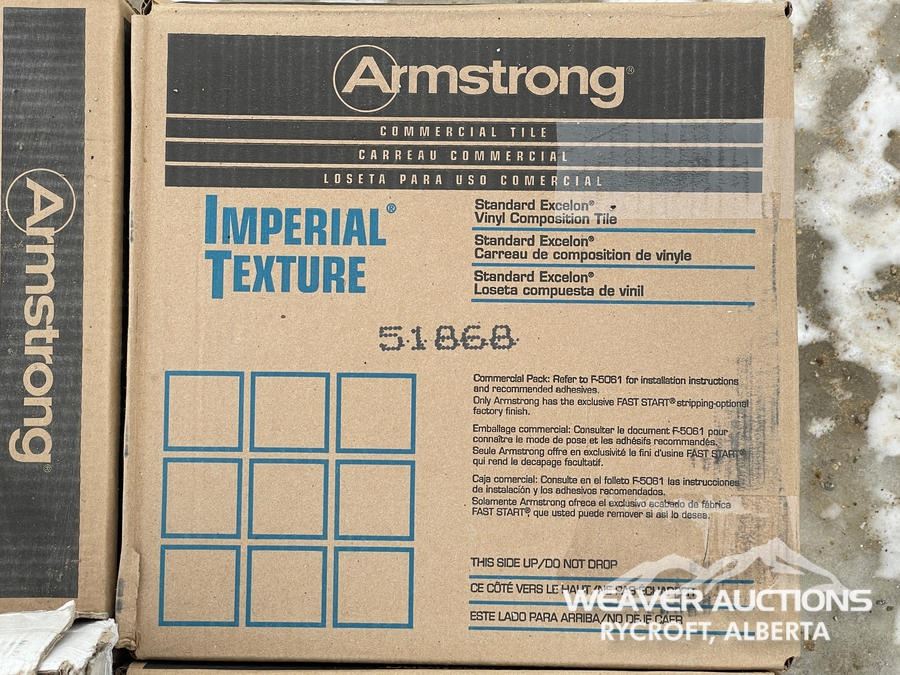 Armstrong®
COMMERCIAL TILE
CARREAU COMMERCIAL
LOSETA PARA USO COMERCIAL
IMPERIAL®
TEXTURE
Standard Excelon®
Vinyl Composition Tile
Standard Excelon®
Carreau de composition de vinyle
Standard Excelon®
Loseta compuesta de vinil
51868
Commercial Pack: Refer to F-5061 for installation instructions
and recommended adhesives.
Only Armstrong has the exclusive FAST START® stripping-optional
factory finish.
Emballage commercial: Consulter le document F-5061 pour
connaître le mode de pose et les adhésifs recommandés.
Seule Armstrong offre en exclusivité le fini d'usine FAST START®
qui rend le decapage facultatif.
Caja comercial: Consulte en el folleto F-5061 las instrucciones
de instalación y los adhesivos recomendados.
Solamente Armstrong ofrece el exclusivo acabado de fábrica
FAST START® que usted puede remover si asi lo desea.
THIS SIDE UP/DO NOT DROP
CE CÔTÉ VERS LE HAUT/NE PAS ÉCHAPPER
ESTE LADO PARA ARRIBA/NO DEJE CAER
Armstrong®
WEAVER AUCTIONS
RYCROFT, ALBERTA